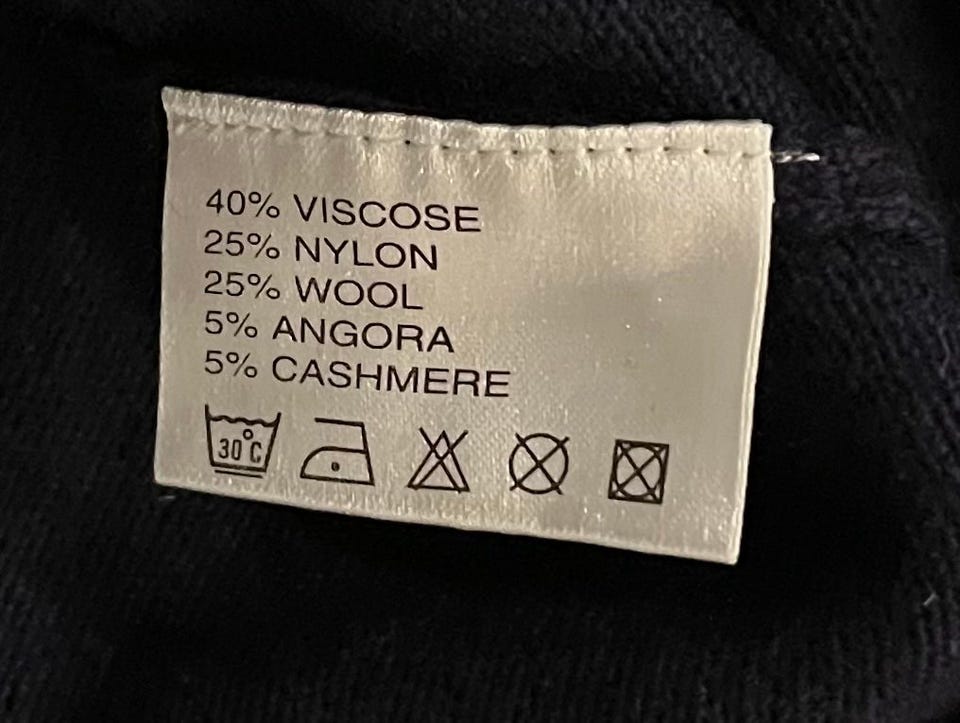 40% VISCOSE
25% NYLON
25% WOOL
5% ANGORA
5% CASHMERE
30°C